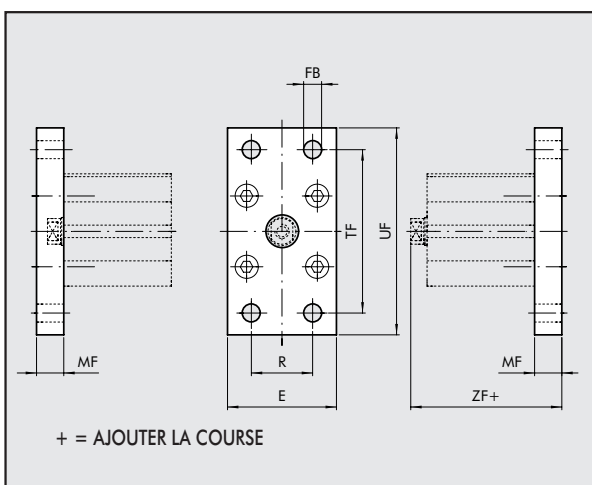 FB
TF
UF
MF
R
MF
E
ZF+
+ = AJOUTER LA COURSE